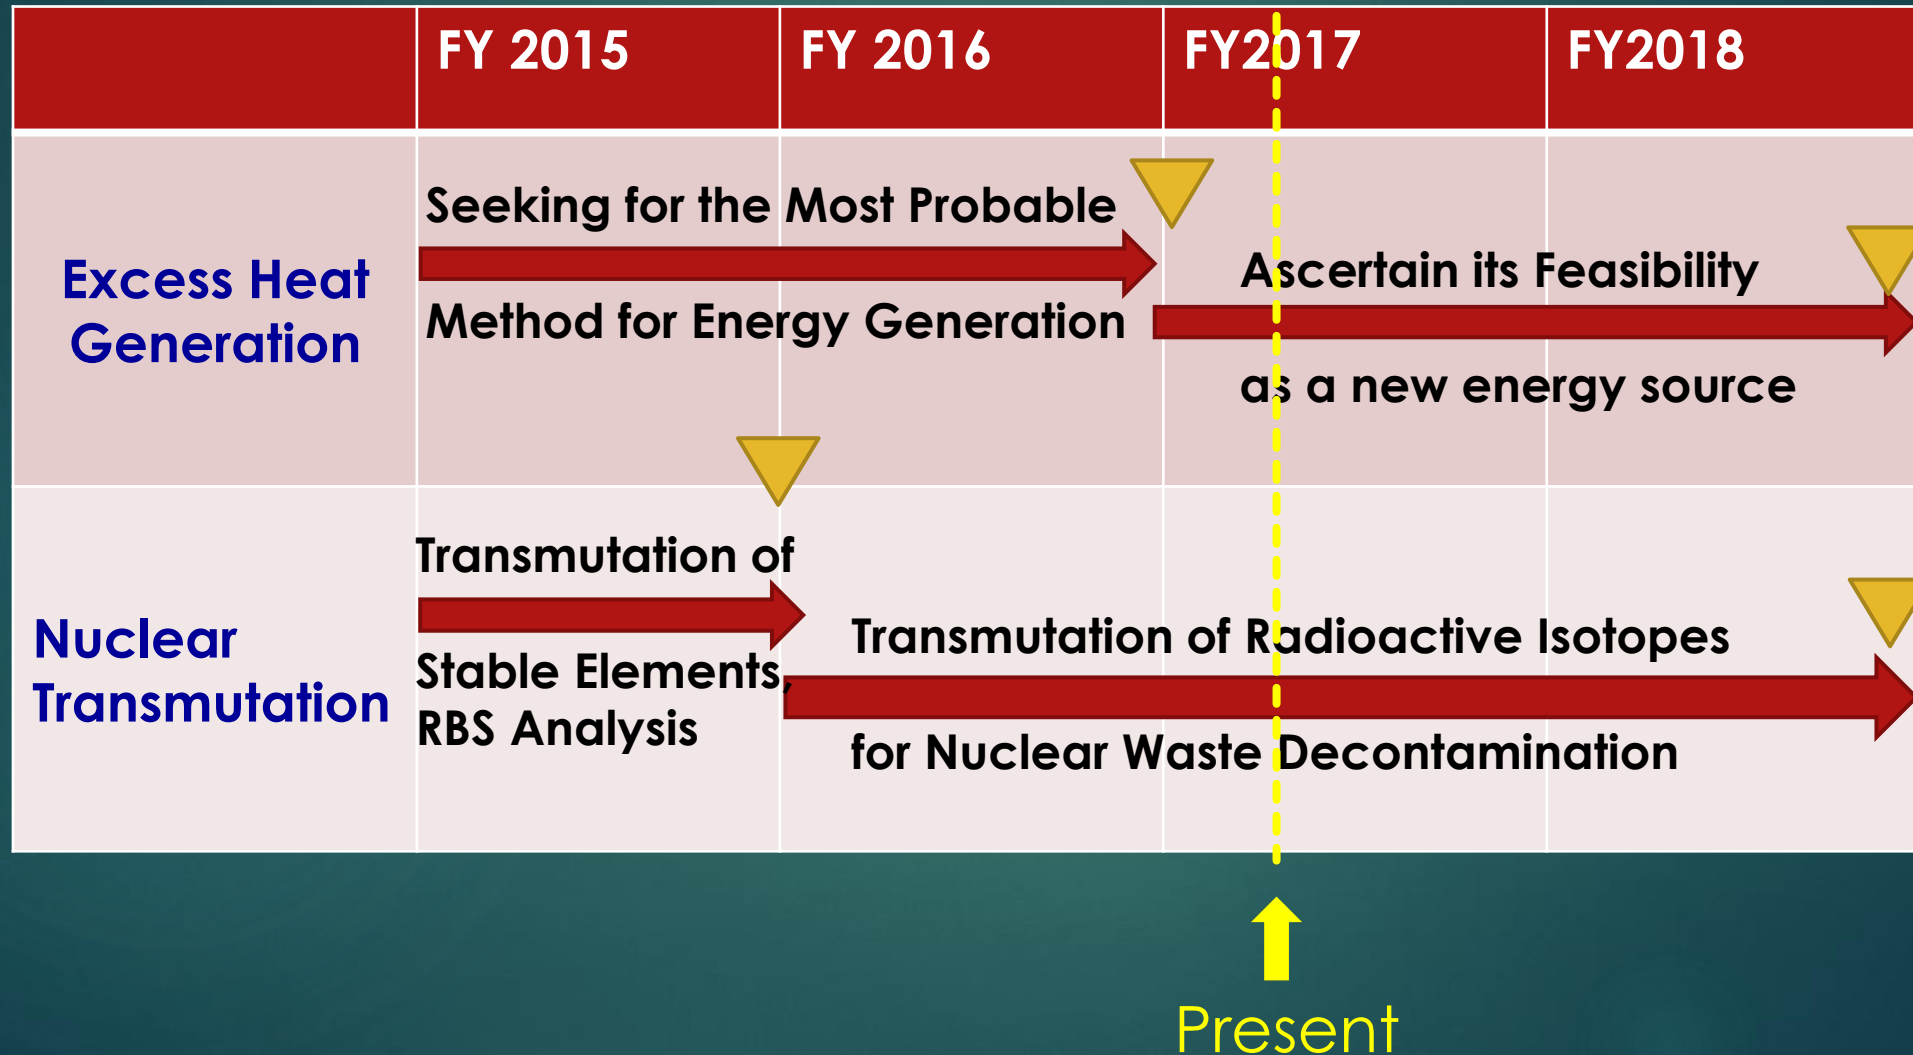 FY 2015
FY 2016
FY2017
FY2018
Excess Heat
Generation
Seeking for the Most Probable
Method for Energy Generation
Ascertain its Feasibility
as a new energy source
Nuclear
Transmutation
Transmutation of
Stable Elements,
RBS Analysis
Transmutation of Radioactive Isotopes
for Nuclear Waste Decontamination
Present